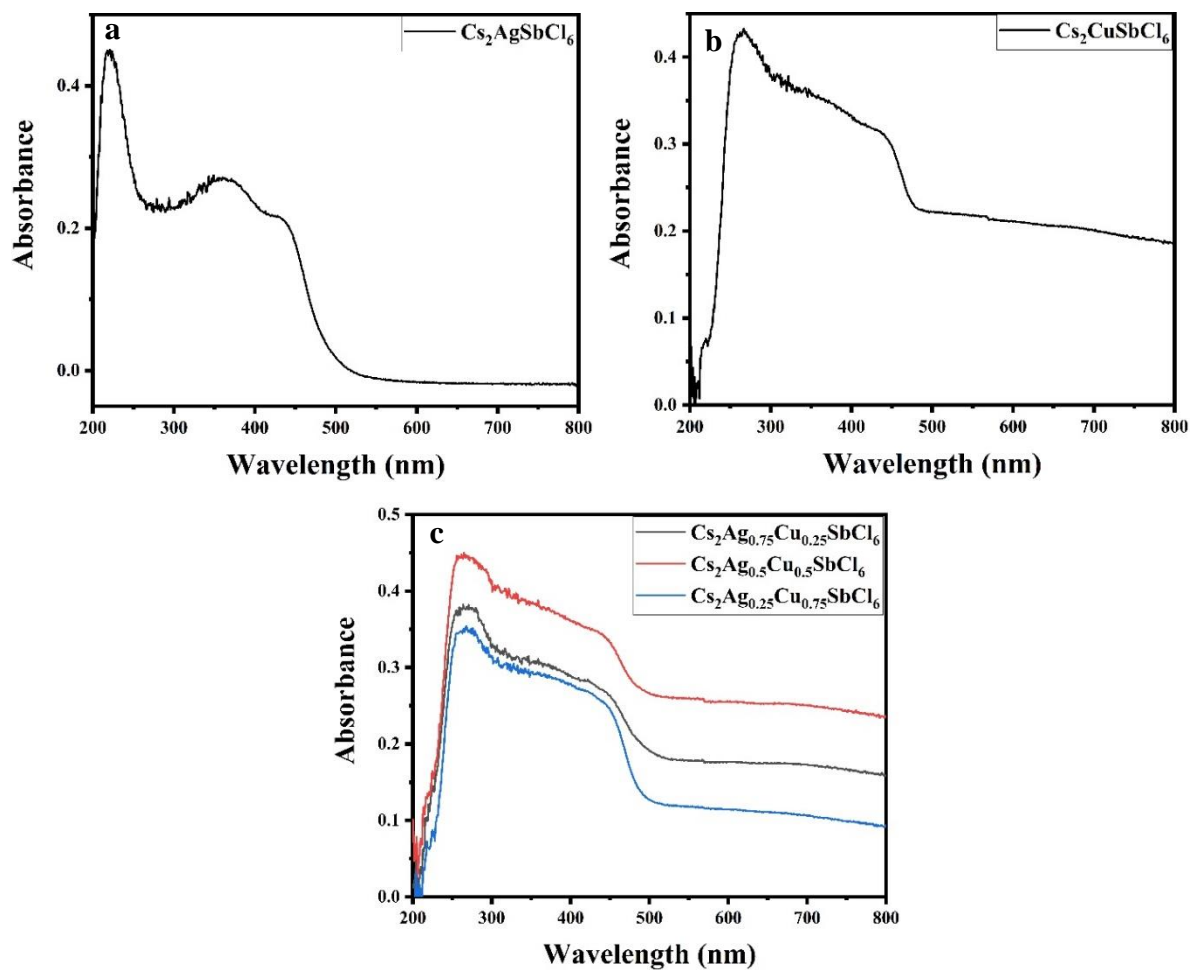 a
Cs₂AgSbCl₆
0.4
0.2
0.0
Absorbance
200 300 400 500 600 700 800
Wavelength (nm)
b
Cs₂CuSbCl₆
0.4
0.3
0.2
0.1
0.0
Absorbance
200 300 400 500 600 700 800
Wavelength (nm)
c
Cs₂Ag₀.₇₅Cu₀.₂₅SbCl₆
Cs₂Ag₀.₅Cu₀.₅SbCl₆
Cs₂Ag₀.₂₅Cu₀.₇₅SbCl₆
0.5
0.4
0.3
0.2
0.1
0.0
Absorbance
200 300 400 500 600 700 800
Wavelength (nm)